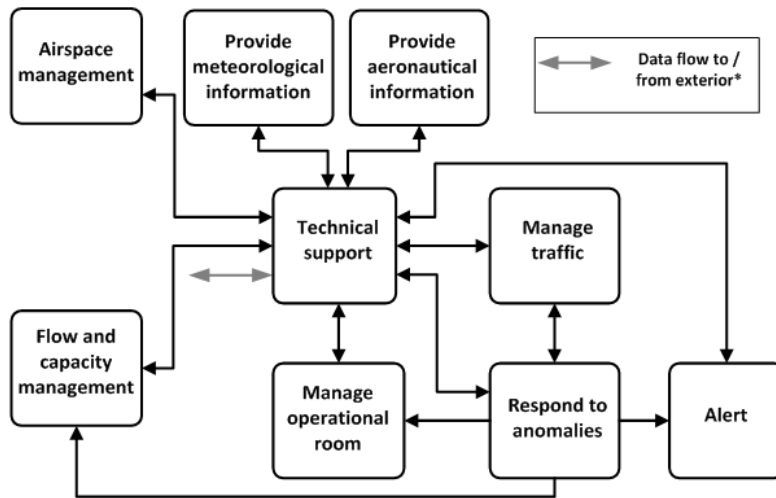 Airspace
management
Provide
meteorological
information
Provide
aeronautical
information
Data flow to /
from exterior*
Technical
support
Manage
traffic
Flow and
capacity
management
Manage
operational
room
Respond to
anomalies
Alert